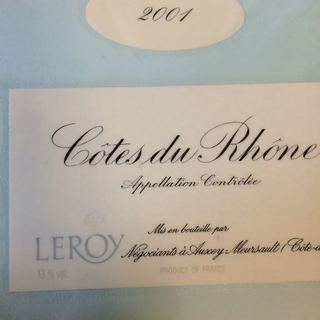 2001
Côtes du Rhône
Appellation Contrôlée
Mis en bouteille par
LEROY
Négociants à Auxey-Meursault (Côte-d
13 % vol.
PRODUCT OF FRANCE